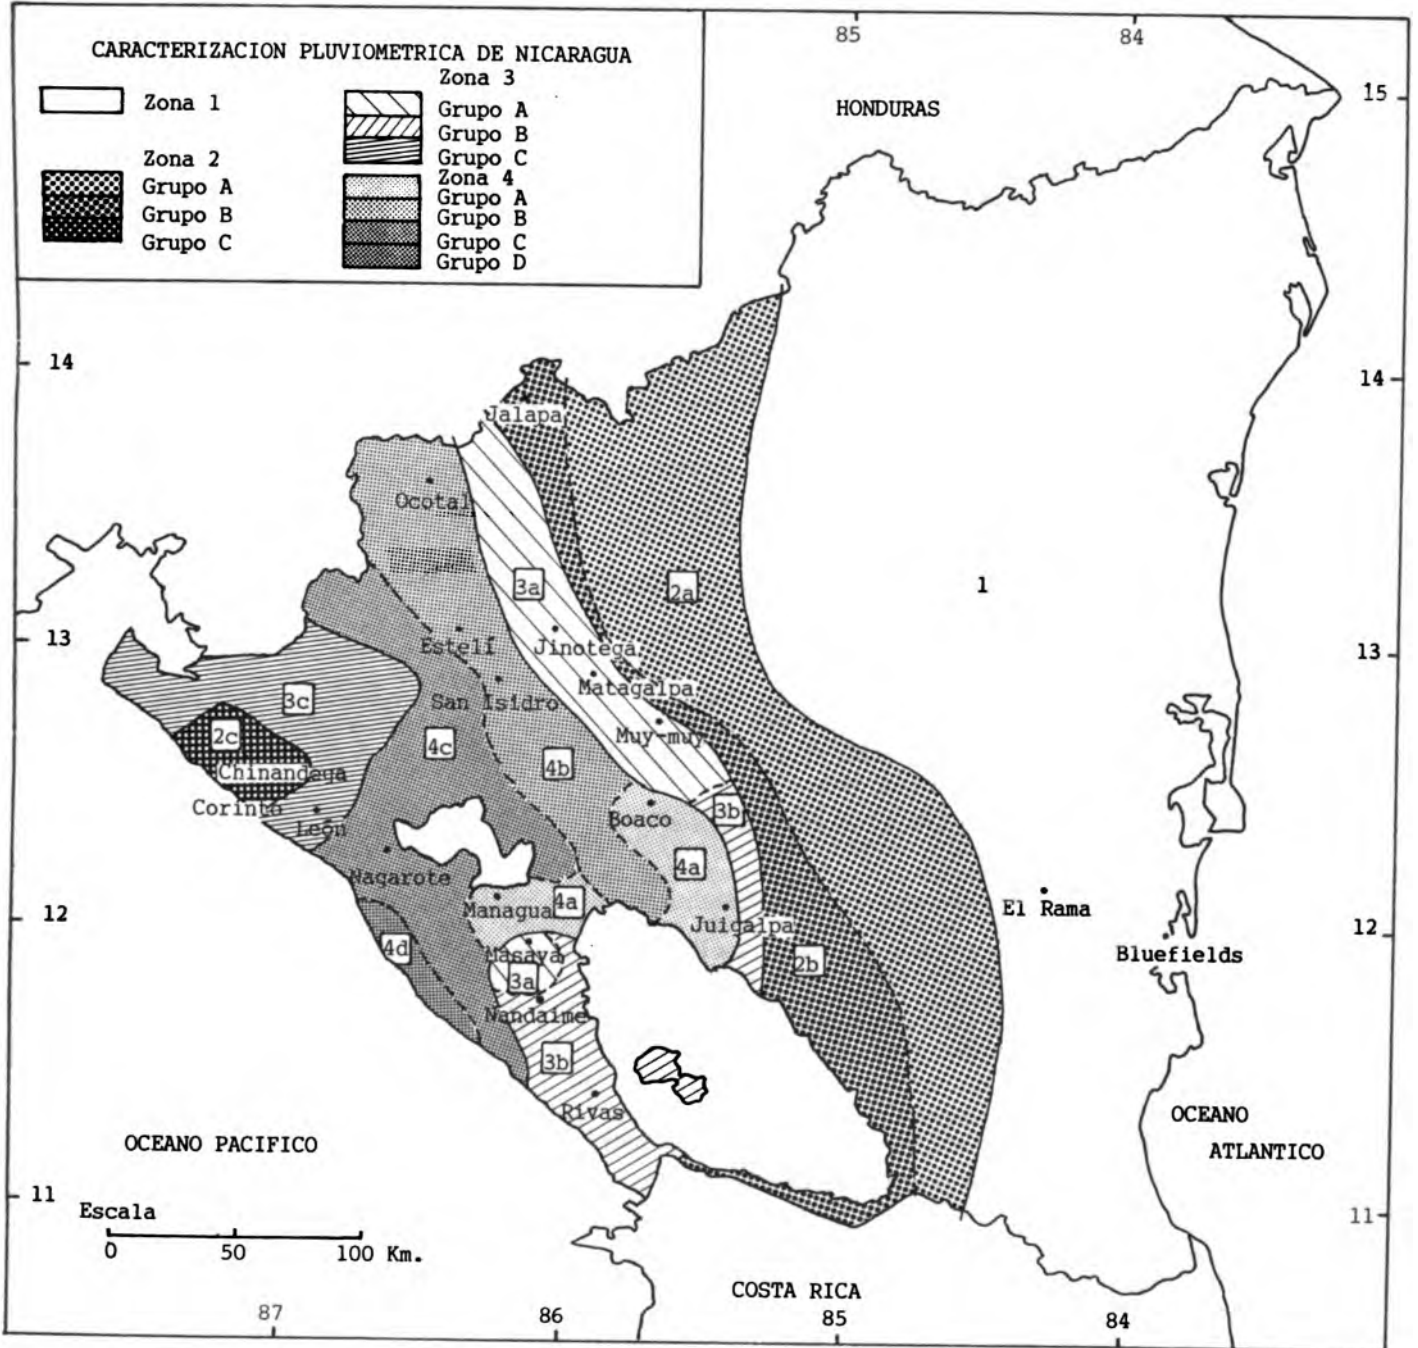 CARACTERIZACION PLUVIOMETRICA DE NICARAGUA
Zona 1
Zona 2
Grupo A
Grupo B
Grupo C
Zona 3
Grupo A
Grupo B
Grupo C
Zona 4
Grupo A
Grupo B
Grupo C
Grupo D
85
84
15
HONDURAS
14
14
Jalapa
Ocotal
3a
2a
1
13
13
Estelí
Jinotega
Matagalpa
San Isidro
3c
2c
4c
Muy-muy
4b
Chinandega
Corinto
León
Boaco
3b
4a
Nagarote
12
Managua
4a
Juigalpa
El Rama
12
4d
Masaya
3a
2b
Bluefields
Nandaime
3b
Rivas
OCEANO PACIFICO
OCEANO
ATLANTICO
11
11
Escala
0 50 100 Km.
COSTA RICA
87
86
85
84